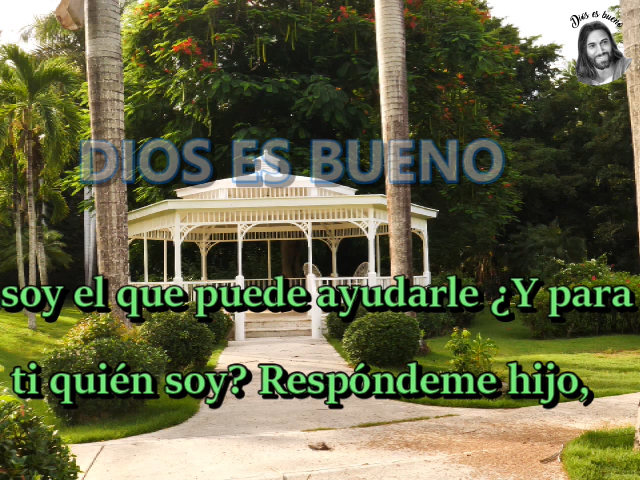 Dios es bueno
DIOS ES BUENO
soy el que puede ayudarle ¿Y para
ti quién soy? Respóndeme hijo,